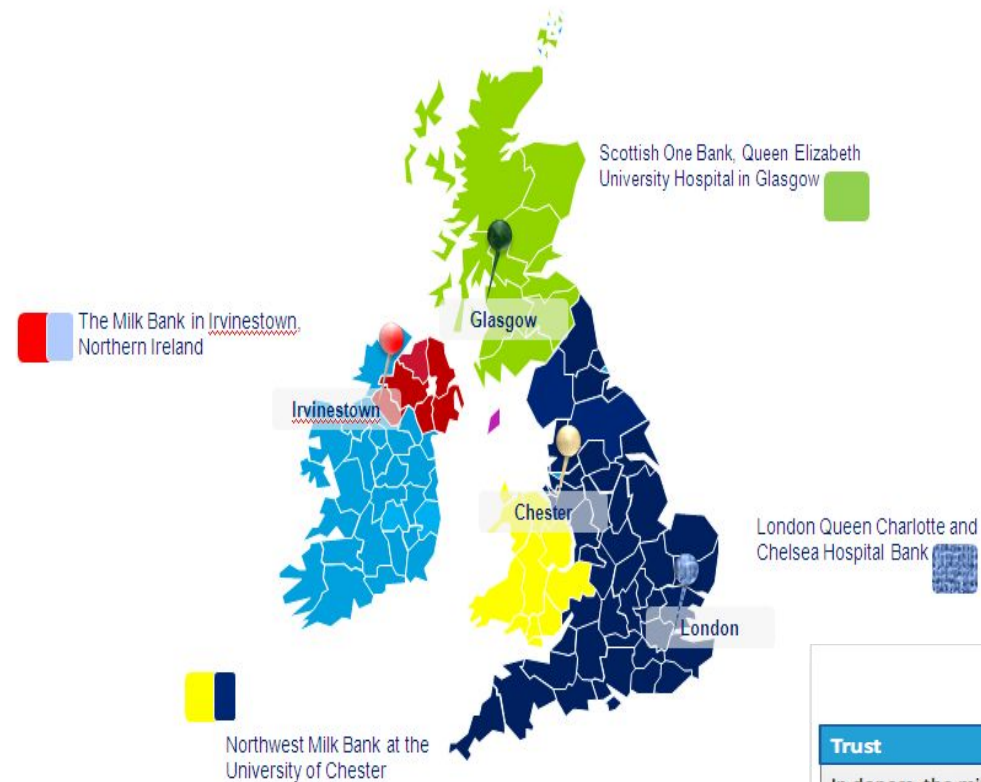 Scottish One Bank, Queen Elizabeth
University Hospital in Glasgow
Glasgow
The Milk Bank in Irvinestown,
Northern Ireland
Irvinestown
Chester
London Queen Charlotte and
Chelsea Hospital Bank
London
Northwest Milk Bank at the
University of Chester
Trust